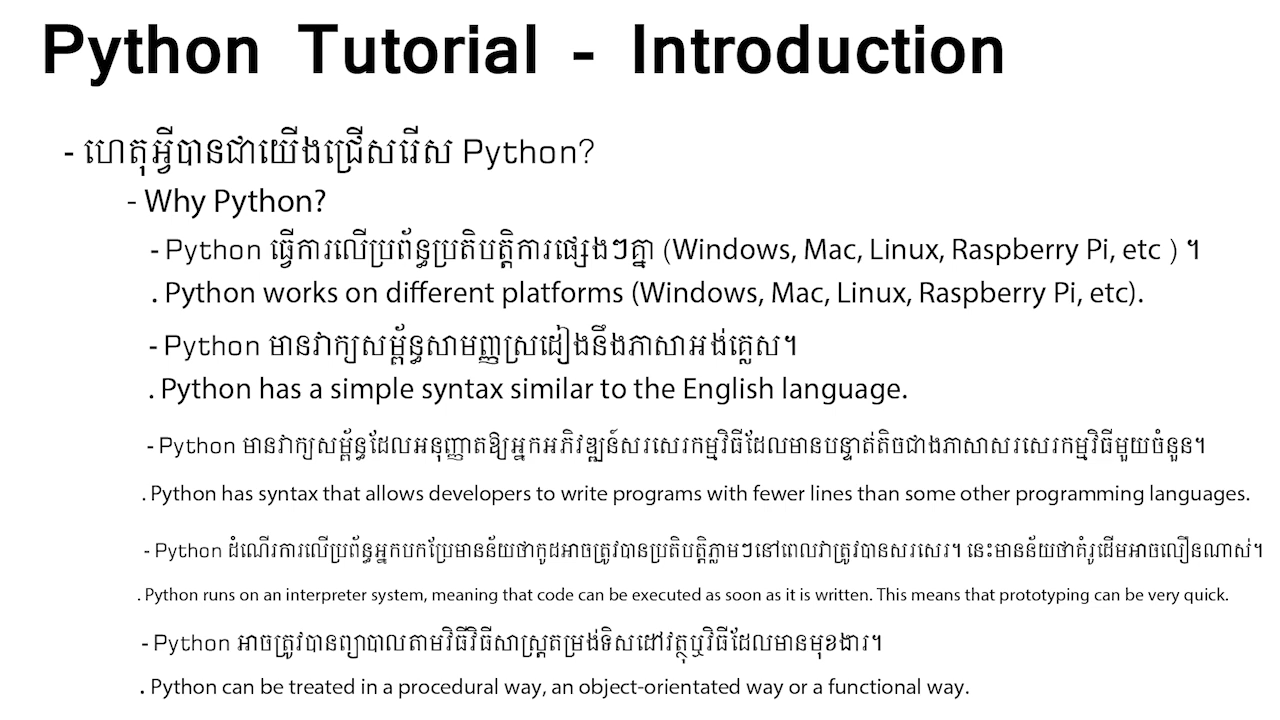 Python Tutorial - Introduction
- ហេតុអ្វីបានជាយើងជ្រើសរើស Python?
- Why Python?
- Python ធ្វើការលើប្រព័ន្ធប្រតិបត្តិការផ្សេងៗគ្នា (Windows, Mac, Linux, Raspberry Pi, etc ) ។
. Python works on different platforms (Windows, Mac, Linux, Raspberry Pi, etc).
- Python មានវាក្យសម្ព័ន្ធសាមញ្ញស្រដៀងនឹងភាសាអង់គ្លេស។
. Python has a simple syntax similar to the English language.
- Python មានវាក្យសម្ព័ន្ធដែលអនុញ្ញាតឱ្យអ្នកអភិវឌ្ឍន៍សរសេរកម្មវិធីដែលមានបន្ទាត់តិចជាងភាសាសរសេរកម្មវិធីមួយចំនួន។
. Python has syntax that allows developers to write programs with fewer lines than some other programming languages.
- Python ដំណើរការលើប្រព័ន្ធអ្នកបកប្រែមានន័យថាកូដអាចត្រូវបានប្រតិបត្តិភ្លាមៗនៅពេលវាត្រូវបានសរសេរ។ នេះមានន័យថាគំរូដើមអាចលឿនណាស់។
. Python runs on an interpreter system, meaning that code can be executed as soon as it is written. This means that prototyping can be very quick.
- Python អាចត្រូវបានព្យាបាលតាមវិធីវិធីសាស្ត្រតម្រង់ទិសដៅវត្ថុឬវិធីដែលមានមុខងារ។
. Python can be treated in a procedural way, an object-orientated way or a functional way.